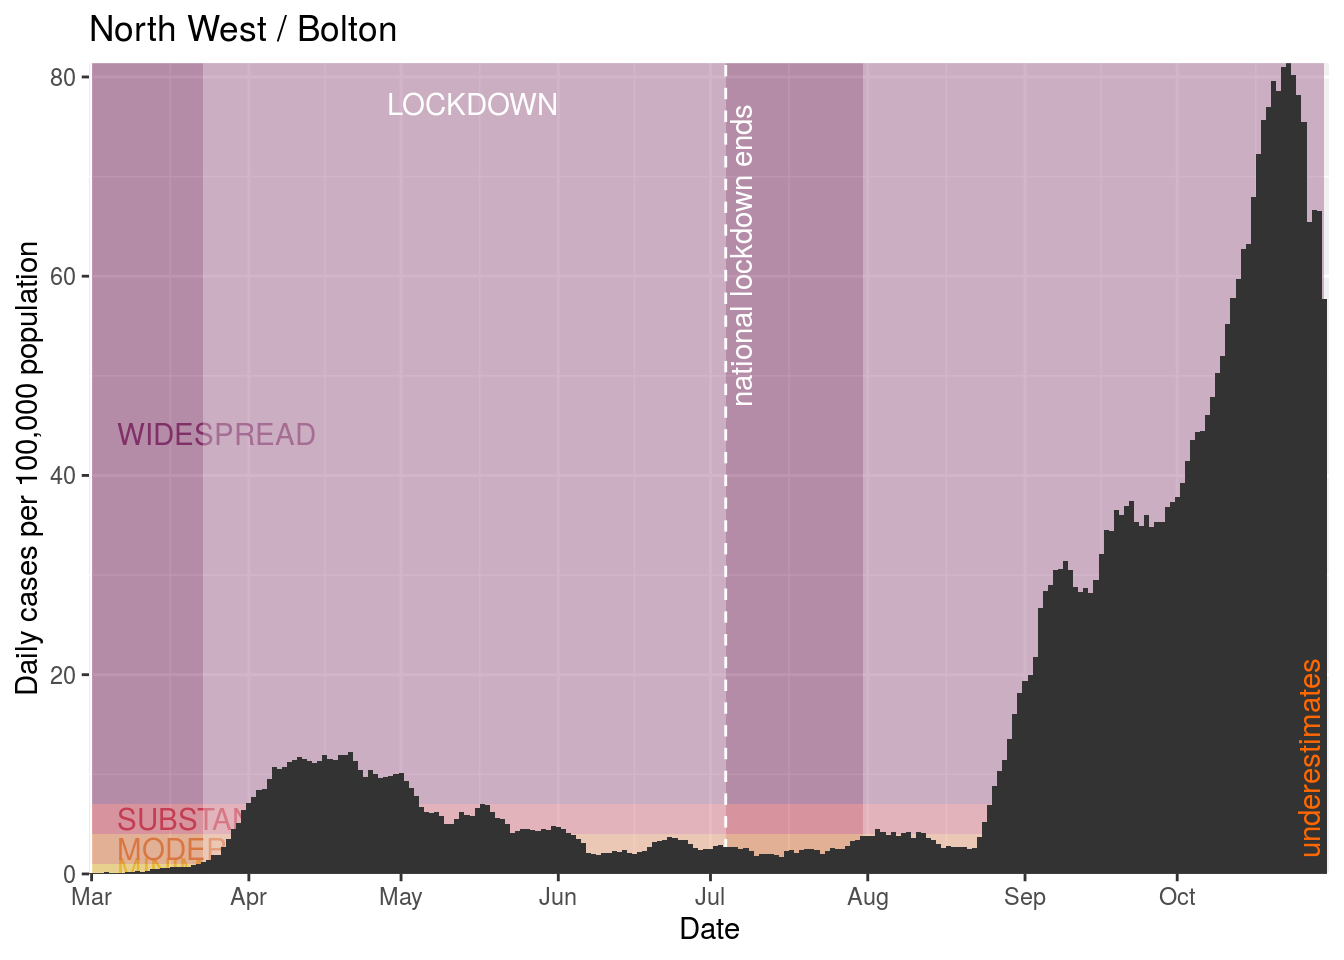 North West / Bolton
Daily cases per 100,000 population
80
60
40
20
0
LOCKDOWN
national lockdown ends
WIDESPREAD
SUBSTAN
MODER
underestimates
Mar
Apr
May
Jun
Jul
Aug
Sep
Oct
Date